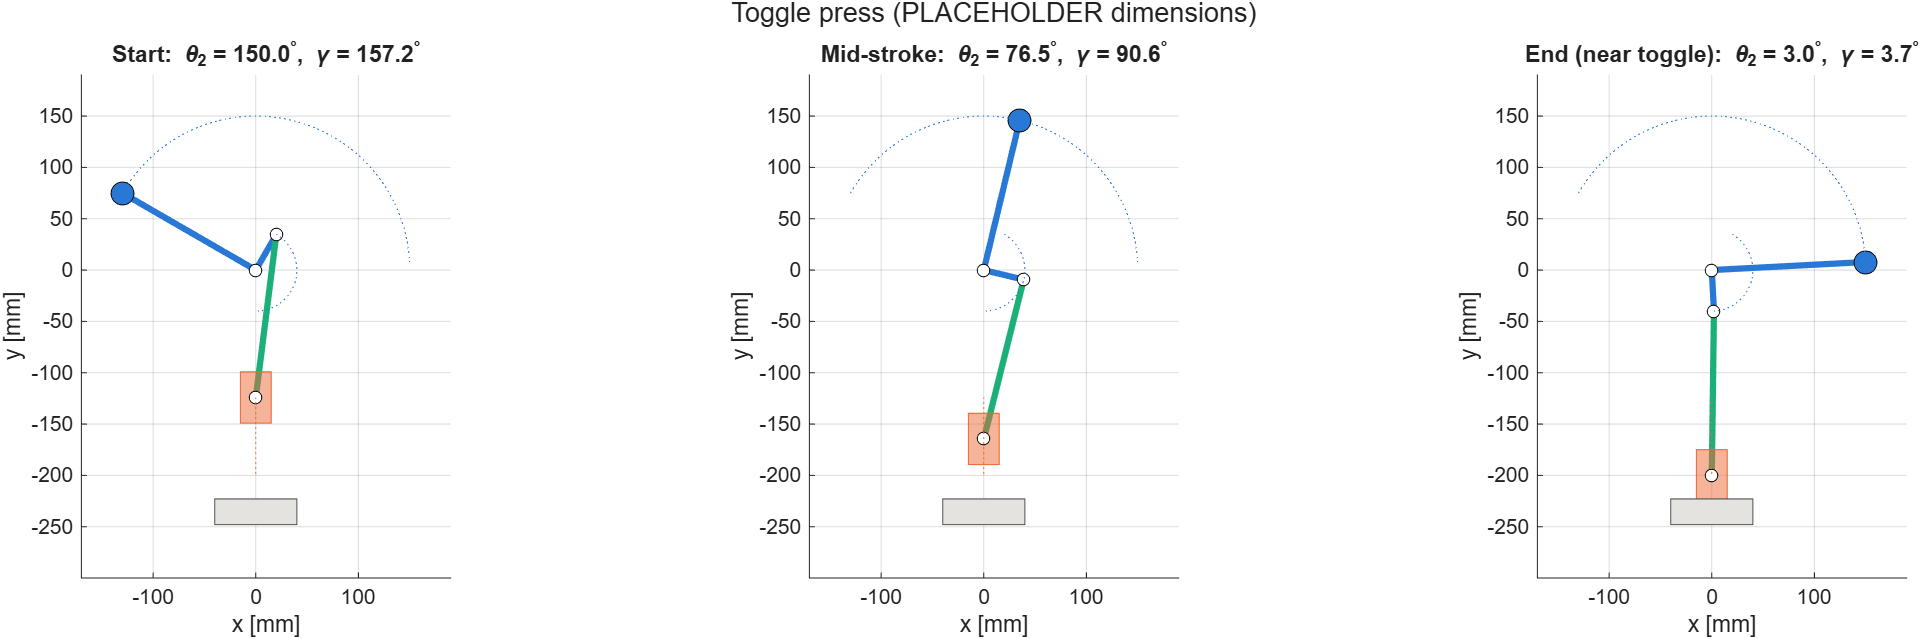 Toggle press (PLACEHOLDER dimensions)
Start: θ₂ = 150.0°, γ = 157.2°
150
100
50
0
-50
-100
-150
-200
-250
y [mm]
-100 0 100
x [mm]
Mid-stroke: θ₂ = 76.5°, γ = 90.6°
150
100
50
0
-50
-100
-150
-200
-250
y [mm]
-100 0 100
x [mm]
End (near toggle): θ₂ = 3.0°, γ = 3.7°
150
100
50
0
-50
-100
-150
-200
-250
y [mm]
-100 0 100
x [mm]